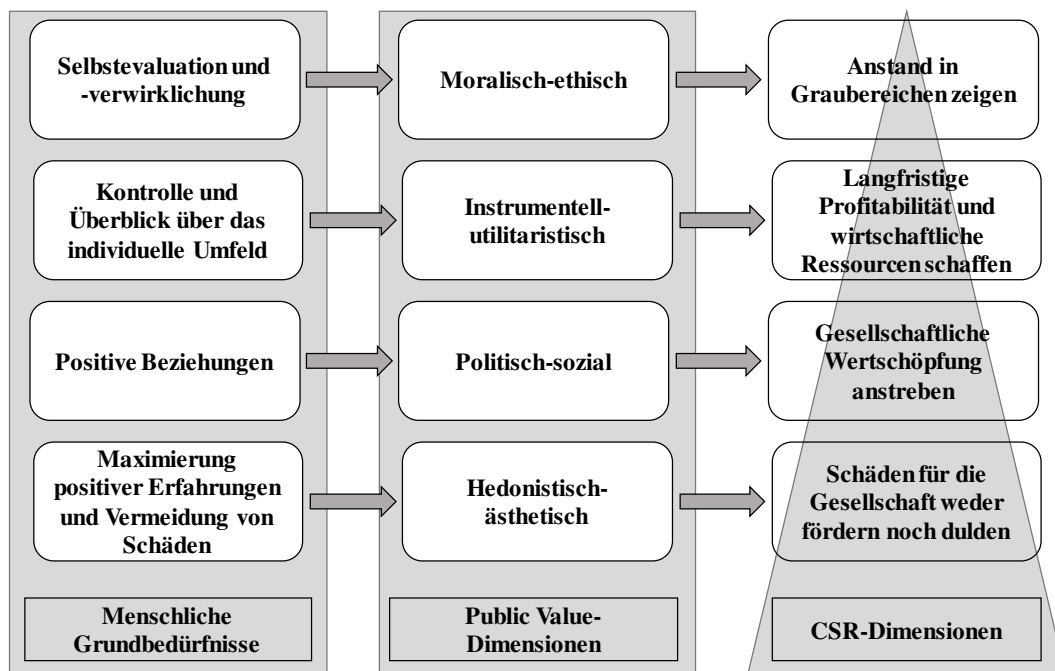 Selbstevaluation und
-verwirklichung
Moralisch-ethisch
Anstand in
Graubereichen zeigen
Kontrolle und
Überblick über das
individuelle Umfeld
Instrumentell-
utilitaristisch
Langfristige
Profitabilität und
wirtschaftliche
Ressourcen schaffen
Positive Beziehungen
Politisch-sozial
Gesellschaftliche
Wertschöpfung
anstreben
Maximierung
positiver Erfahrungen
und Vermeidung von
Schäden
Hedonistisch-
ästhetisch
Schäden für die
Gesellschaft weder
fördern noch dulden
Menschliche
Grundbedürfnisse
Public Value-
Dimensionen
CSR-Dimensionen